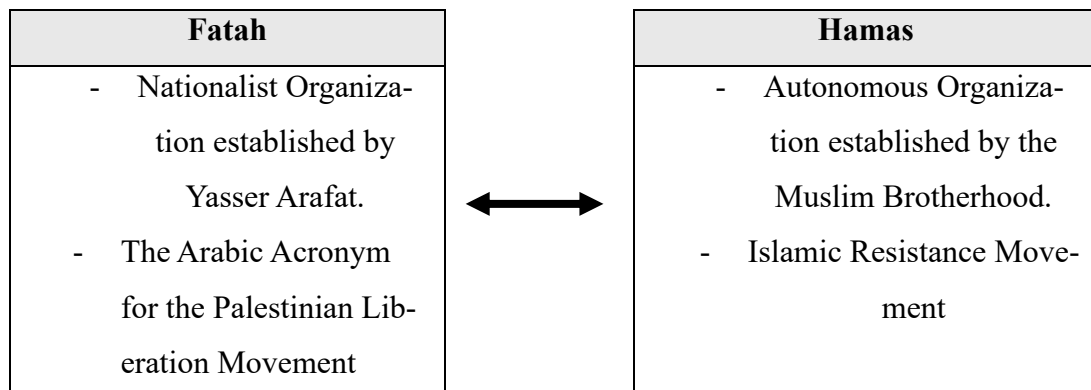 Fatah
- Nationalist Organiza-
tion established by
Yasser Arafat.
- The Arabic Acronym
for the Palestinian Lib-
eration Movement
Hamas
- Autonomous Organiza-
tion established by the
Muslim Brotherhood.
- Islamic Resistance Move-
ment